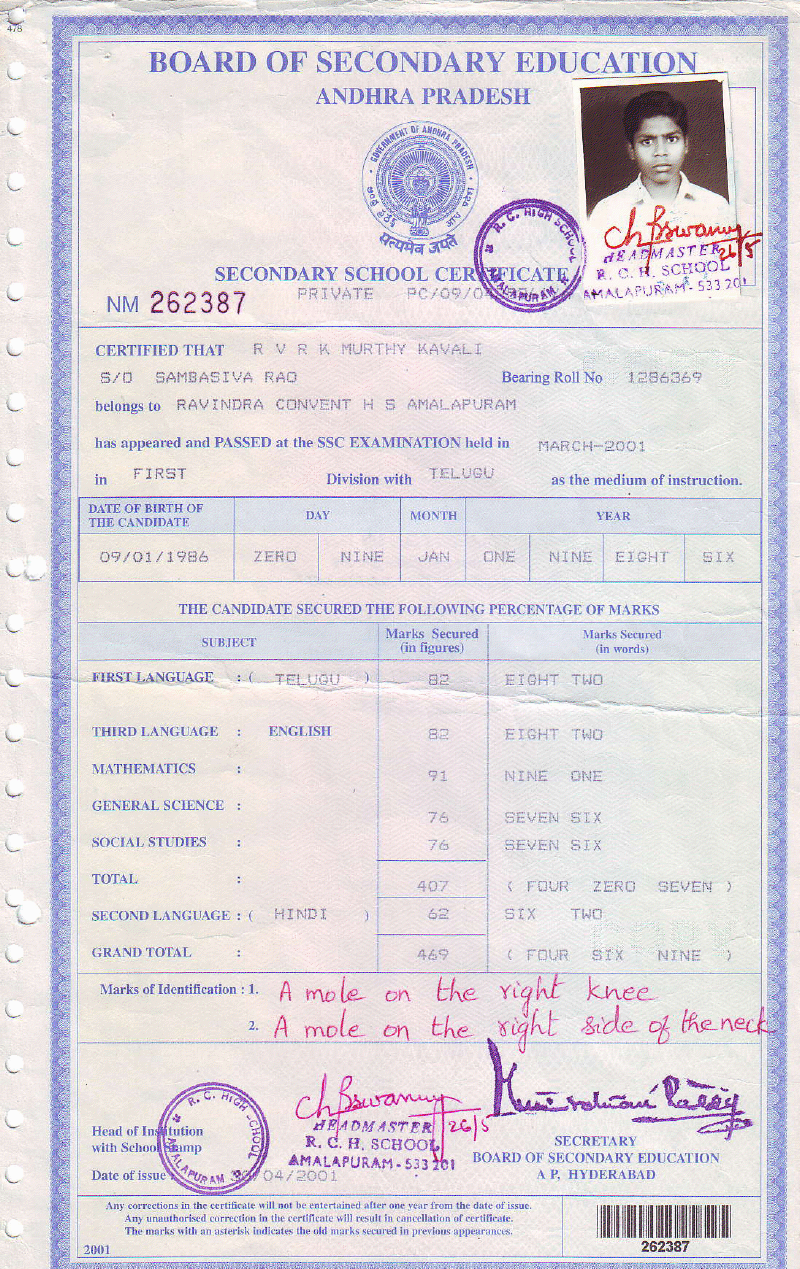 478
BOARD OF SECONDARY EDUCATION
ANDHRA PRADESH
GOVERNMENT OF ANDHRA PRADESH
सत्यमेव जयते
R. C. HIGH SCHOOL
AMALAPURAM
Ch Bswamy
26/5
HEADMASTER
R. C. H. SCHOOL
AMALAPURAM - 533 201
SECONDARY SCHOOL CERTIFICATE
PRIVATE PC/09/
NM 262387
CERTIFIED THAT R V R K MURTHY KAVALI
S/O SAMBASIVA RAO Bearing Roll No 1286369
belongs to RAVINDRA CONVENT H S AMALAPURAM
has appeared and PASSED at the SSC EXAMINATION held in MARCH-2001
in FIRST Division with TELUGU as the medium of instruction.
DATE OF BIRTH OF THE CANDIDATE DAY MONTH YEAR
09/01/1986 ZERO NINE JAN ONE NINE EIGHT SIX
THE CANDIDATE SECURED THE FOLLOWING PERCENTAGE OF MARKS
SUBJECT Marks Secured (in figures) Marks Secured (in words)
FIRST LANGUAGE : ( TELUGU ) 82 EIGHT TWO
THIRD LANGUAGE : ENGLISH 82 EIGHT TWO
MATHEMATICS : 91 NINE ONE
GENERAL SCIENCE : 76 SEVEN SIX
SOCIAL STUDIES : 76 SEVEN SIX
TOTAL : 407 ( FOUR ZERO SEVEN )
SECOND LANGUAGE : ( HINDI ) 62 SIX TWO
GRAND TOTAL : 469 ( FOUR SIX NINE )
Marks of Identification : 1. A mole on the right knee
2. A mole on the right side of the neck
R. C. HIGH SCHOOL
AMALAPURAM
Ch Bswamy
26/5
HEADMASTER
R. C. H. SCHOOL
AMALAPURAM - 533 201
Head of Institution
with School Stamp
Date of issue /04/2001
SECRETARY
BOARD OF SECONDARY EDUCATION
A P, HYDERABAD
Any corrections in the certificate will not be entertained after one year from the date of issue.
Any unauthorised correction in the certificate will result in cancellation of certificate.
The marks with an asterisk indicates the old marks secured in previous appearances.
2001
262387